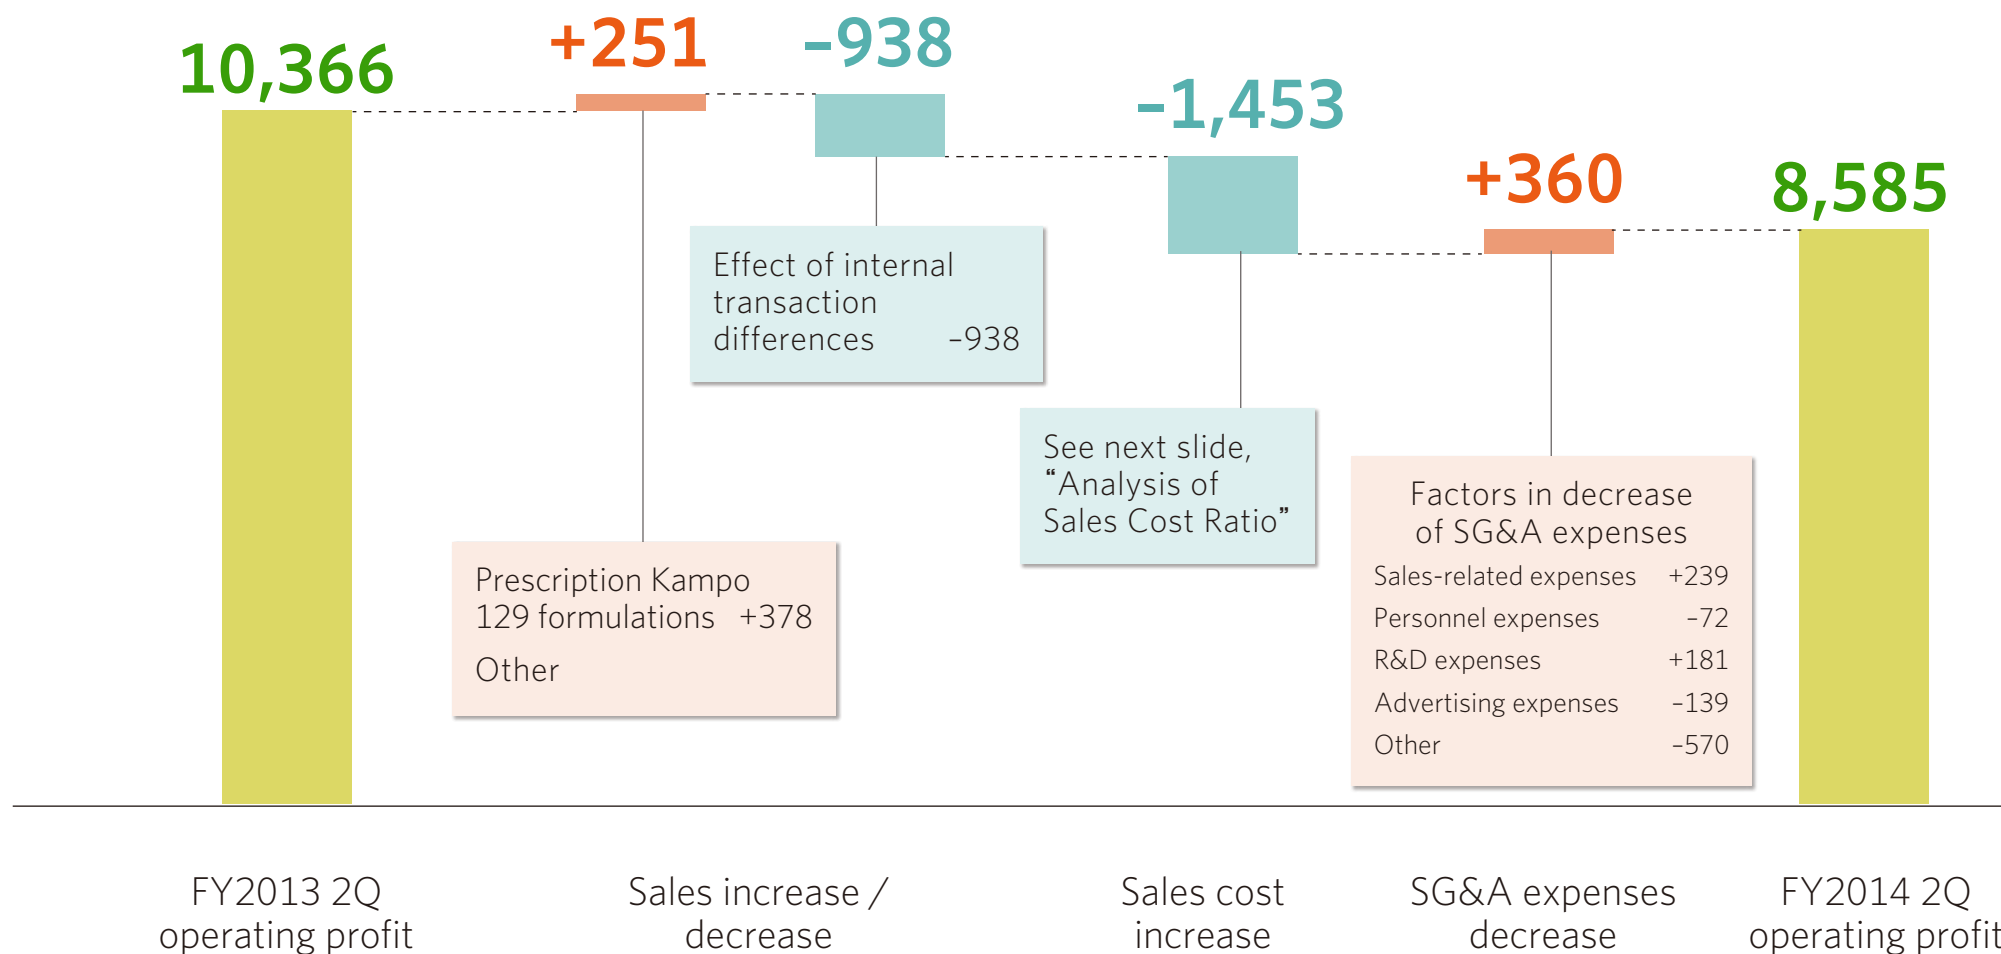 10,366
+251
–938
–1,453
+360
8,585
Effect of internal
transaction
differences –938
See next slide,
“Analysis of
Sales Cost Ratio”
Prescription Kampo
129 formulations +378
Other
Factors in decrease
of SG&A expenses
Sales-related expenses +239
Personnel expenses –72
R&D expenses +181
Advertising expenses –139
Other –570
FY2013 2Q
operating profit
Sales increase /
decrease
Sales cost
increase
SG&A expenses
decrease
FY2014 2Q
operating profit